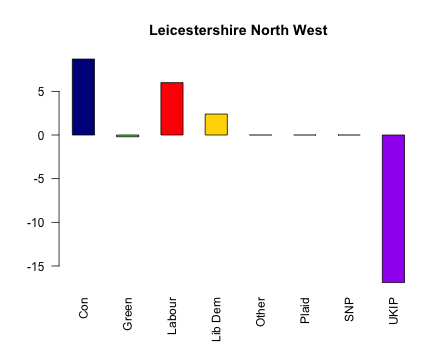 Leicestershire North West
5
0
-5
-10
-15
Con
Green
Labour
Lib Dem
Other
Plaid
SNP
UKIP